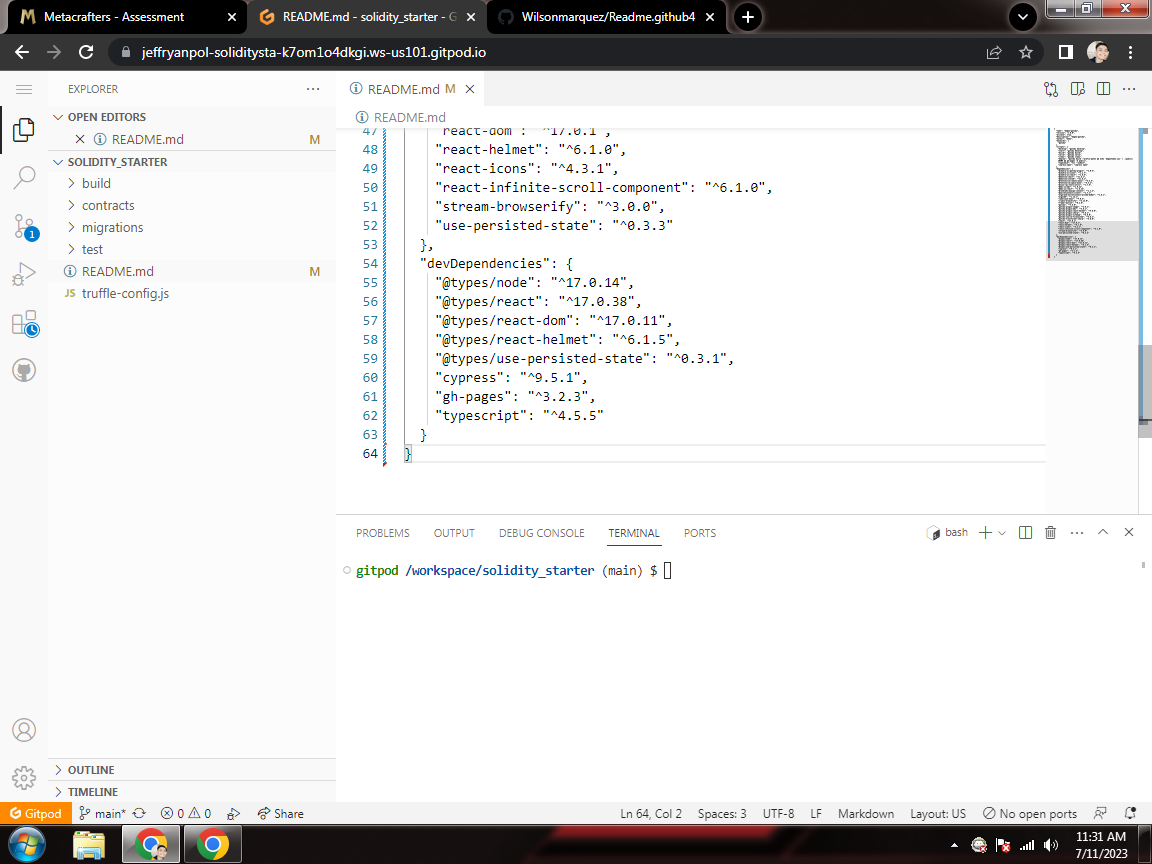 Metacrafters - Assessment
README.md - solidity_starter - G
Wilsonmarquez/Readme.github4
jeffryanpol-soliditysta-k7om1o4dkgi.ws-us101.gitpod.io
EXPLORER
README.md M
OPEN EDITORS
README.md M
SOLIDITY_STARTER
build
contracts
migrations
test
README.md M
JS truffle-config.js
OUTLINE
TIMELINE
1
README.md
47 "react-dom": "^17.0.1",
48 "react-helmet": "^6.1.0",
49 "react-icons": "^4.3.1",
50 "react-infinite-scroll-component": "^6.1.0",
51 "stream-browserify": "^3.0.0",
52 "use-persisted-state": "^0.3.3"
53 },
54 "devDependencies": {
55 "@types/node": "^17.0.14",
56 "@types/react": "^17.0.38",
57 "@types/react-dom": "^17.0.11",
58 "@types/react-helmet": "^6.1.5",
59 "@types/use-persisted-state": "^0.3.1",
60 "cypress": "^9.5.1",
61 "gh-pages": "^3.2.3",
62 "typescript": "^4.5.5"
63 }
64 }
PROBLEMS OUTPUT DEBUG CONSOLE TERMINAL PORTS
bash
gitpod /workspace/solidity_starter (main) $
Gitpod main* 0 0 Share
Ln 64, Col 2 Spaces: 3 UTF-8 LF Markdown Layout: US No open ports
11:31 AM
7/11/2023